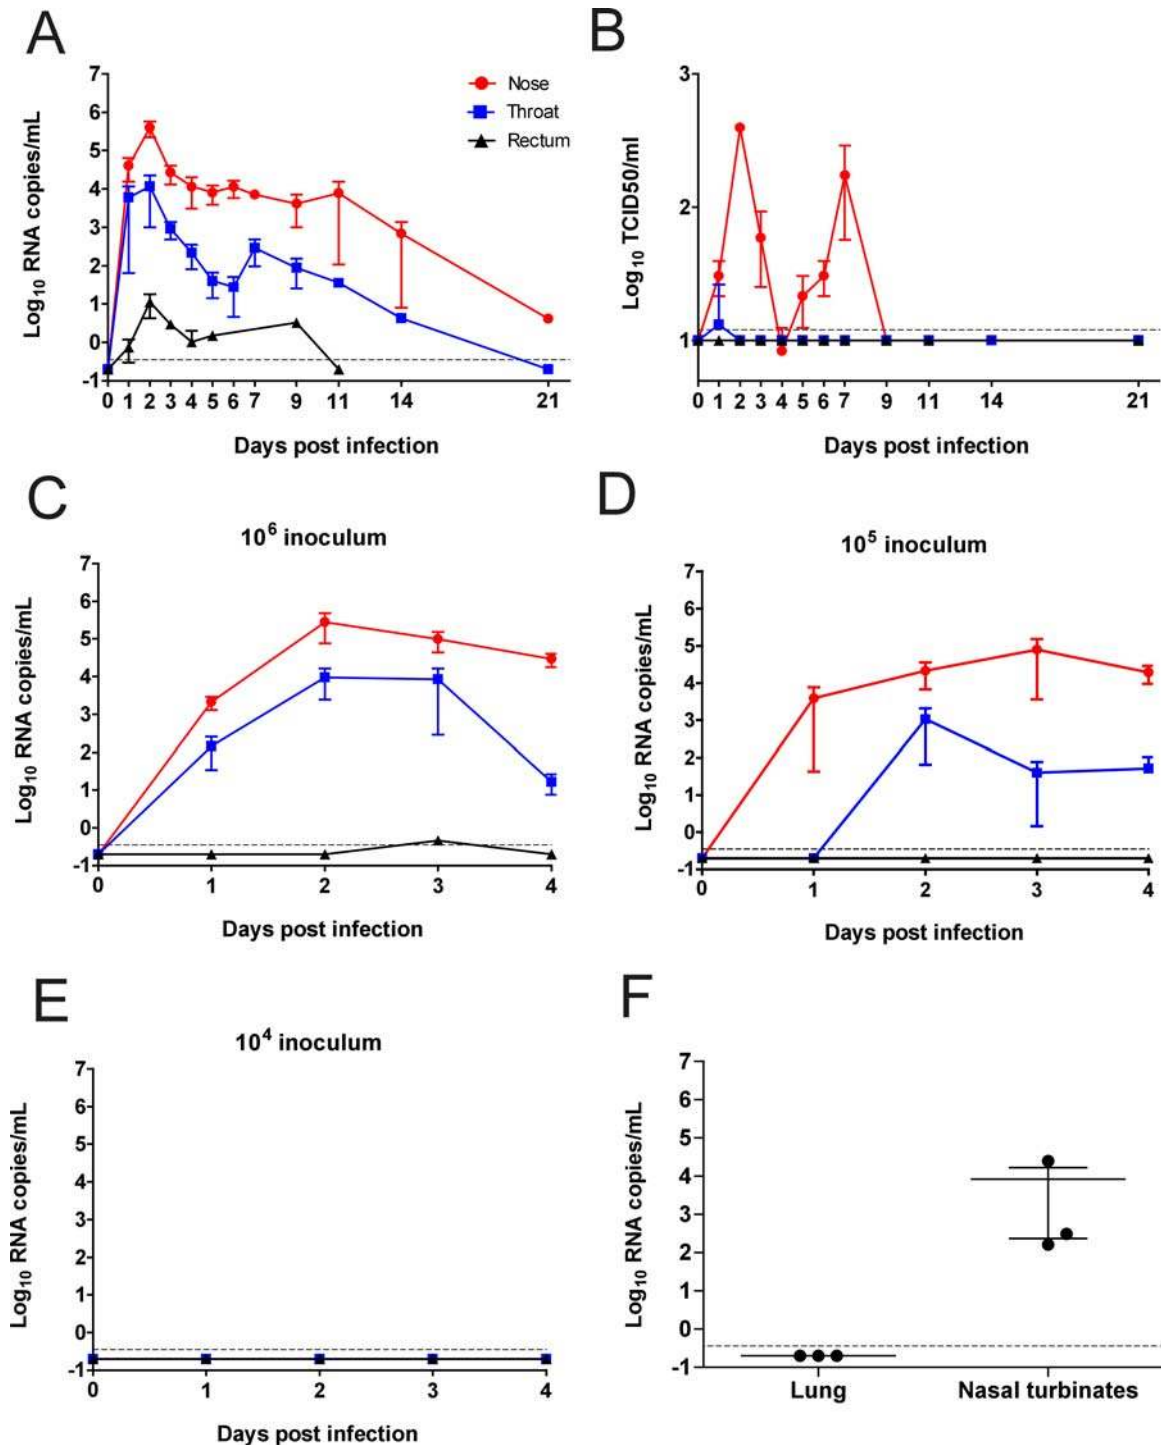 A
B
7
6
5
4
3
2
1
0
-1
Log10 RNA copies/mL
Nose
Throat
Rectum
0 1 2 3 4 5 6 7 9 11 14 21
Days post infection
3
2
1
Log10 TCID50/ml
0 1 2 3 4 5 6 7 9 11 14 21
Days post infection
C
D
10^6 inoculum
7
6
5
4
3
2
1
0
-1
Log10 RNA copies/mL
0 1 2 3 4
Days post infection
10^5 inoculum
7
6
5
4
3
2
1
0
-1
Log10 RNA copies/mL
0 1 2 3 4
Days post infection
E
F
10^4 inoculum
7
6
5
4
3
2
1
0
-1
Log10 RNA copies/mL
0 1 2 3 4
Days post infection
7
6
5
4
3
2
1
0
-1
Log10 RNA copies/mL
Lung Nasal turbinates